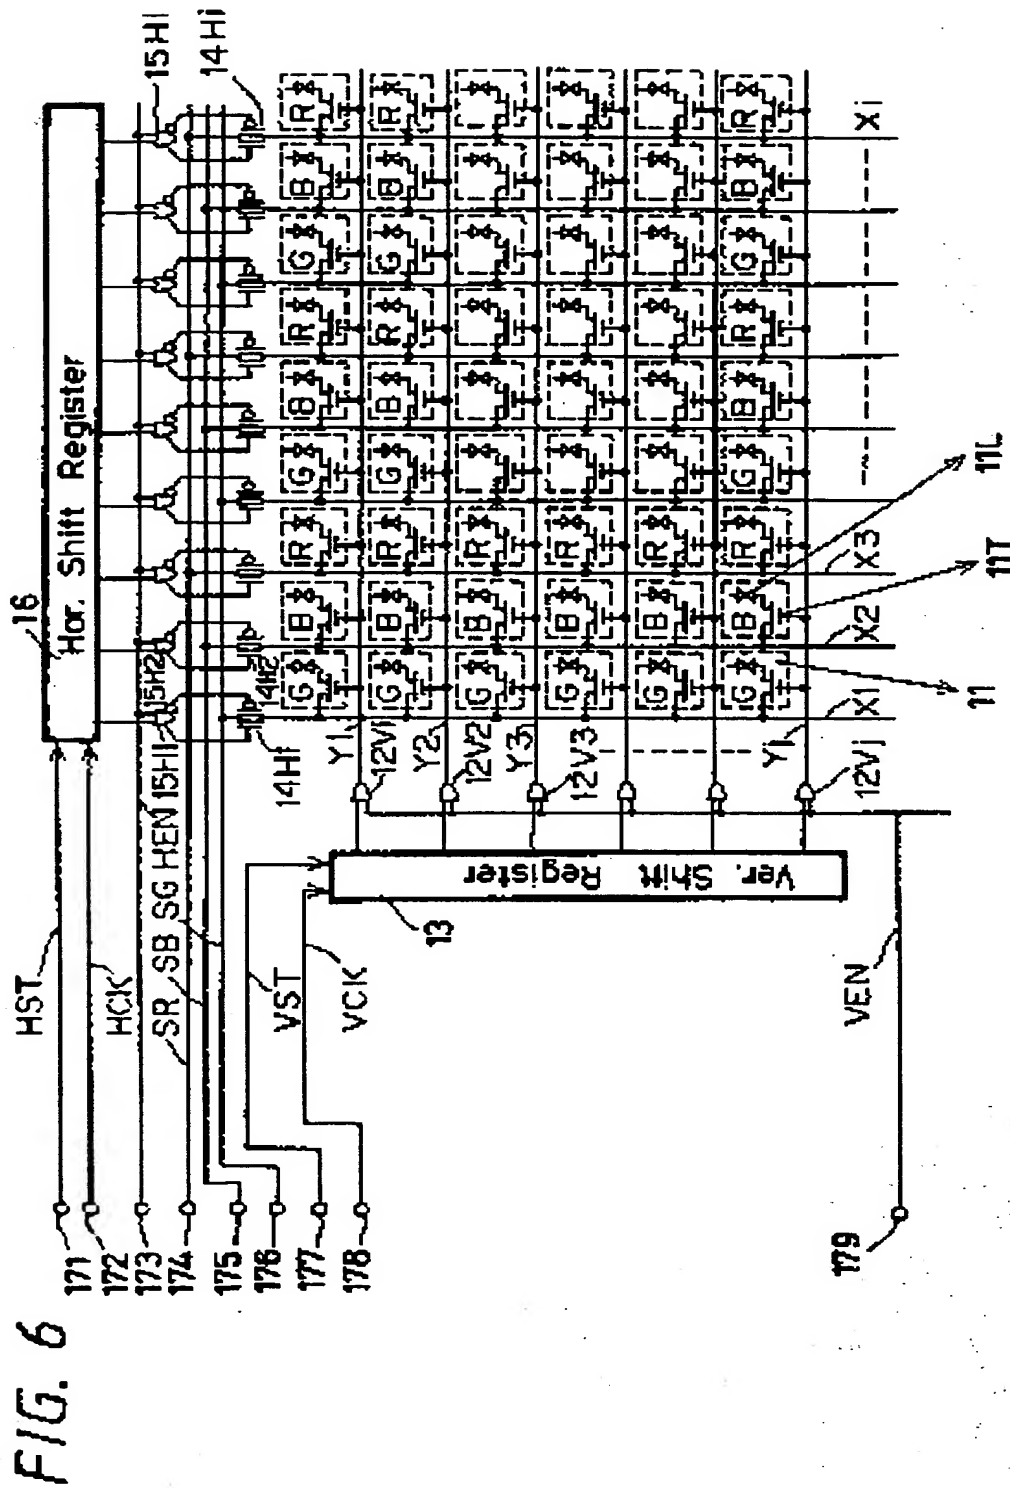 FIG. 6
16
Hor. Shift Register
HST
HCK
171
172
173
174
175
176
177
178
179
SR SB SG HEN 15H1
15H2
15Hi
14H1
14H2
14Hi
VST
VCK
VEN
13
Ver. Shift
Register
Y1
12V1
Y2
12V2
Y3
12V3
Yj
12Vj
G B R G B R G B R
G B R G B R G B R
G B R
G B R
G B R
G B R G B R G B R
X1
X2
X3
Xi
11
11T
11L